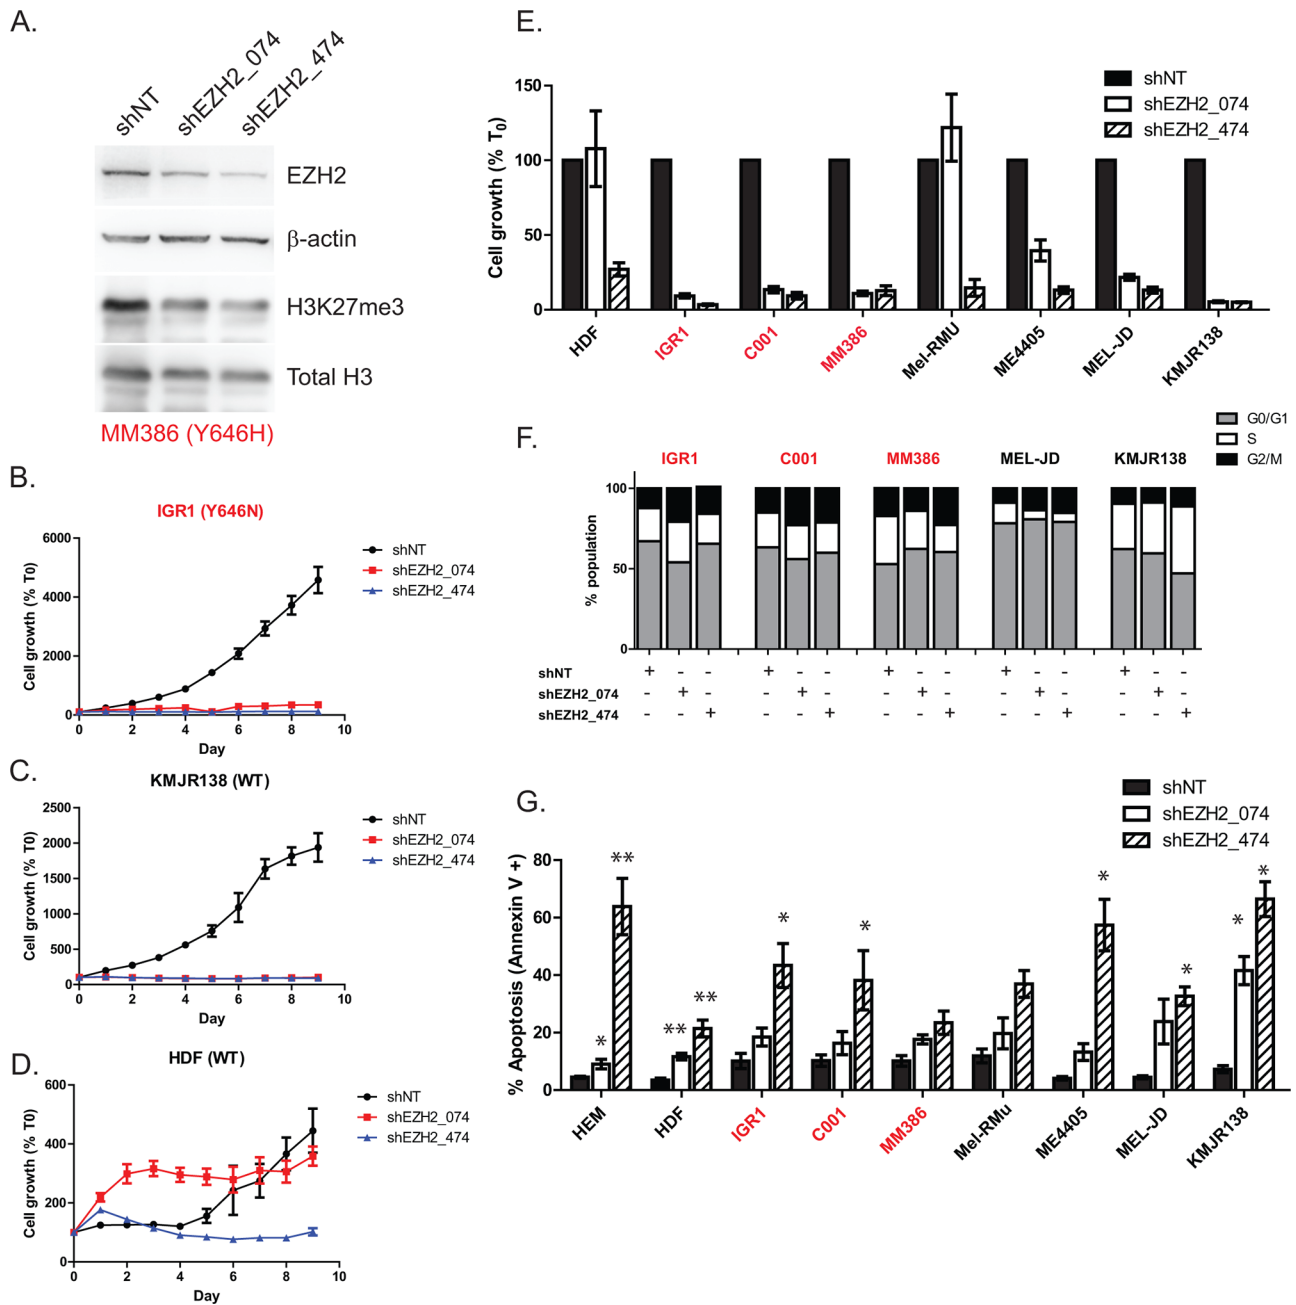 A.
shNT
shEZH2_074
shEZH2_474
EZH2
β-actin
H3K27me3
Total H3
MM386 (Y646H)
B.
IGR1 (Y646N)
Cell growth (% T0)
6000
4000
2000
0
0 2 4 6 8 10
Day
shNT
shEZH2_074
shEZH2_474
C.
KMJR138 (WT)
Cell growth (% T0)
2500
2000
1500
1000
500
0
0 2 4 6 8 10
Day
shNT
shEZH2_074
shEZH2_474
D.
HDF (WT)
Cell growth (% T0)
600
400
200
0
0 2 4 6 8 10
Day
shNT
shEZH2_074
shEZH2_474
E.
Cell growth (% T0)
150
100
50
0
shNT
shEZH2_074
shEZH2_474
HDF
IGR1
C001
MM386
Mel-RMU
ME4405
MEL-JD
KMJR138
F.
G0/G1
S
G2/M
IGR1 C001 MM386 MEL-JD KMJR138
% population
100
50
0
shNT + - - + - - + - - + - - + - -
shEZH2_074 - + - - + - - + - - + - - + -
shEZH2_474 - - + - - + - - + - - + - - +
G.
shNT
shEZH2_074
shEZH2_474
% Apoptosis (Annexin V +)
80
60
40
20
0
* ** ** ** * * * * * *
HEM
HDF
IGR1
C001
MM386
Mel-RMu
ME4405
MEL-JD
KMJR138